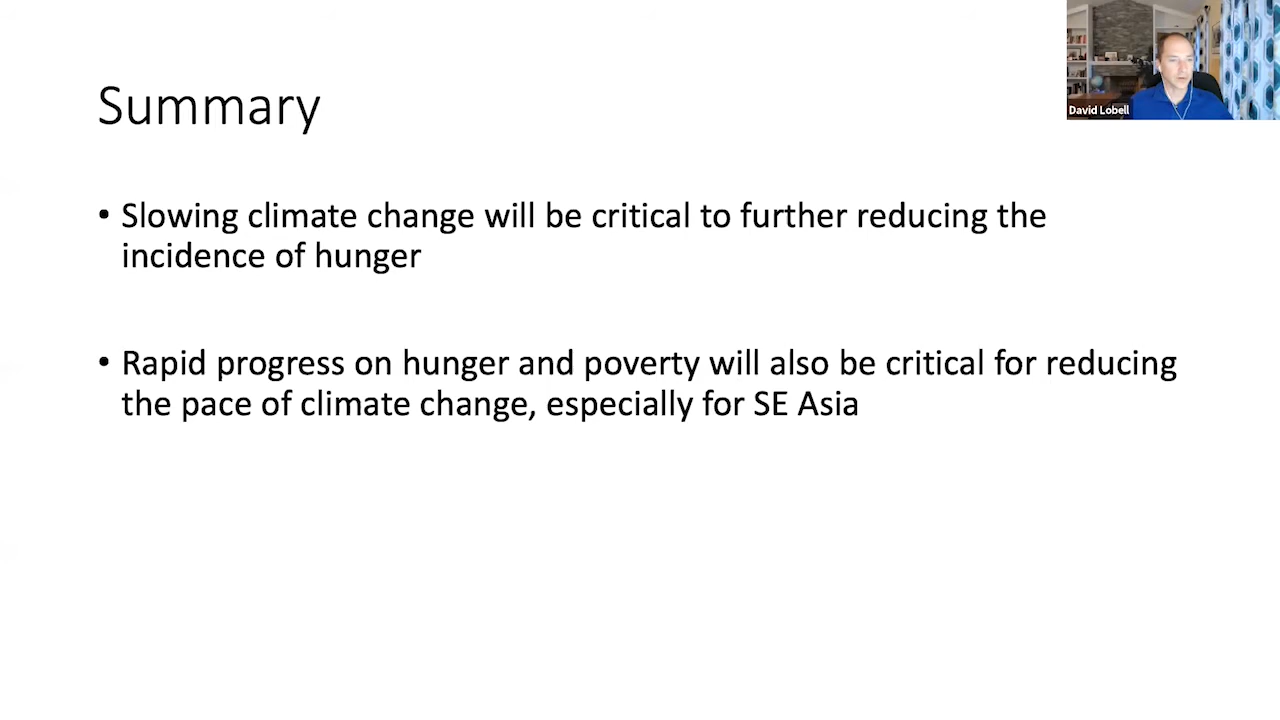 Summary
David Lobell
• Slowing climate change will be critical to further reducing the
incidence of hunger
• Rapid progress on hunger and poverty will also be critical for reducing
the pace of climate change, especially for SE Asia